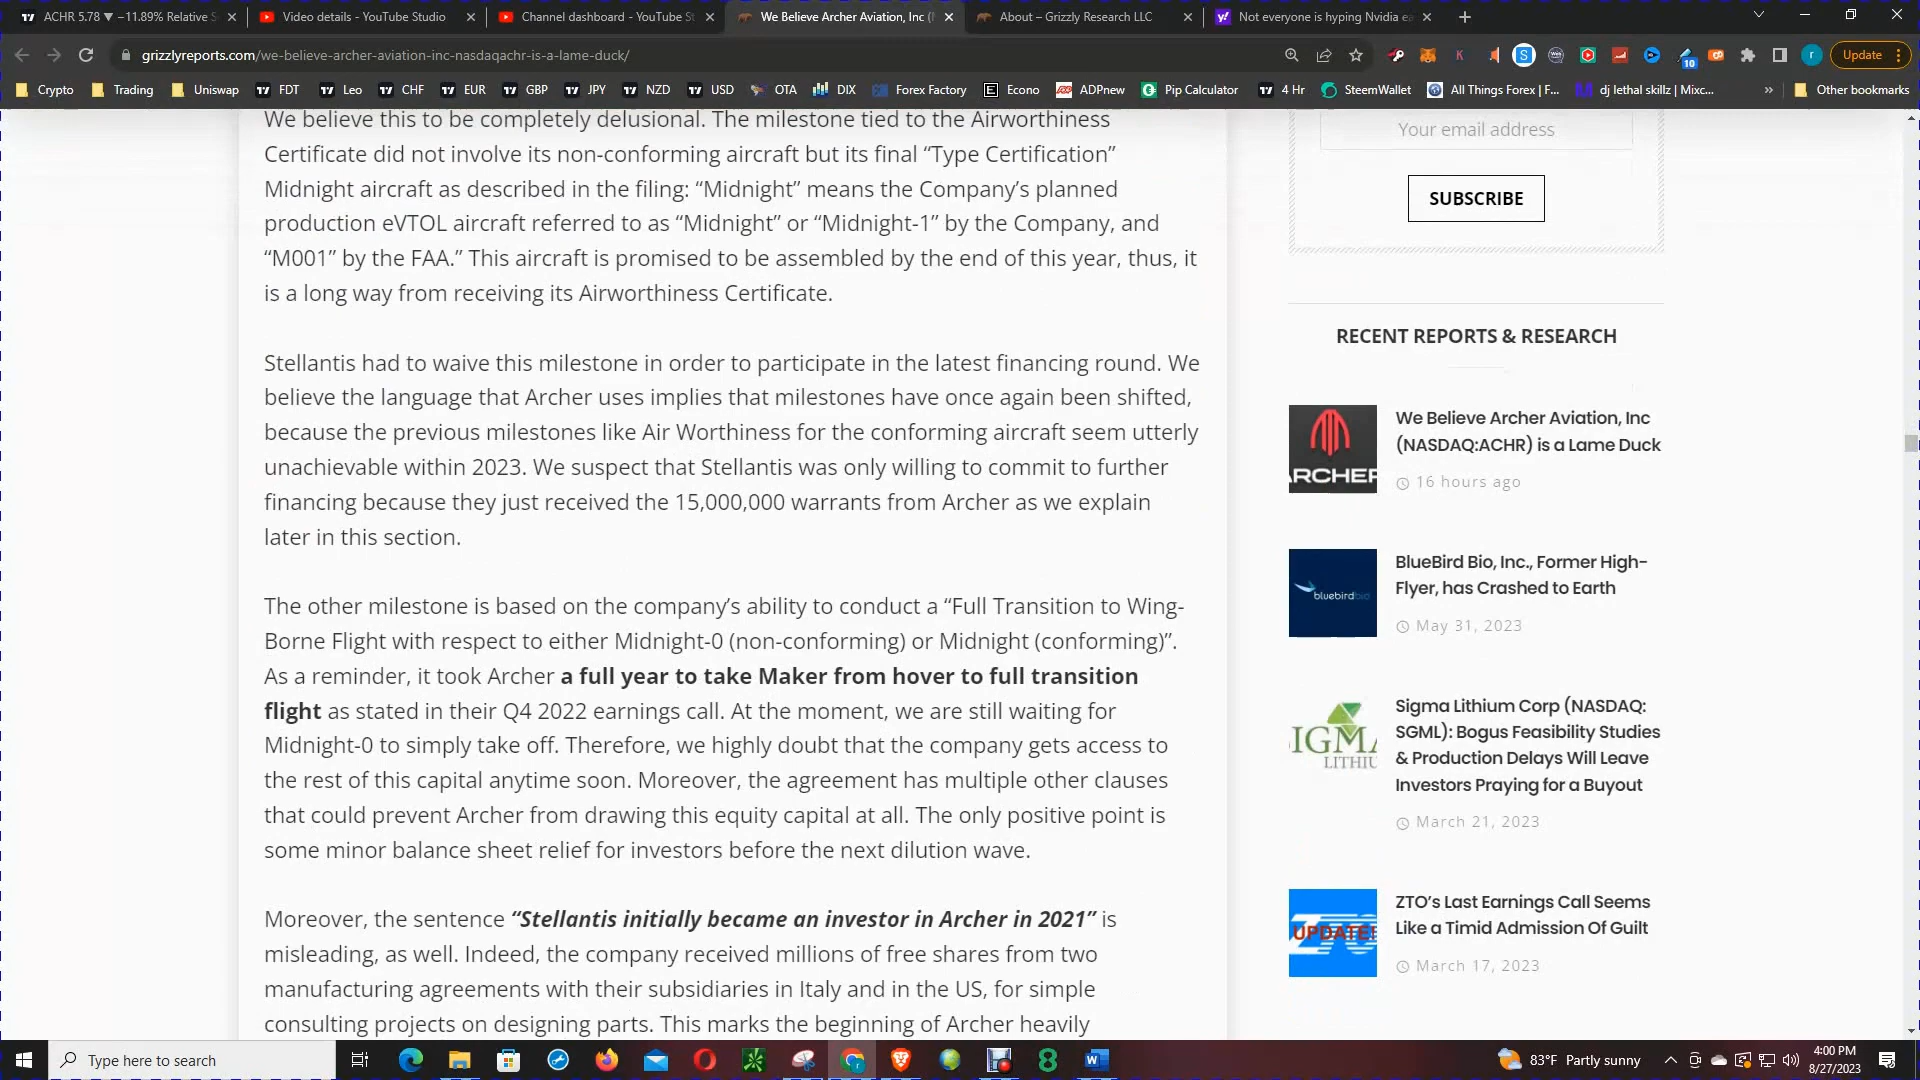 ACHR 5.78 ▼ −11.89% Relative S
Video details - YouTube Studio
Channel dashboard - YouTube St
We Believe Archer Aviation, Inc (N
About – Grizzly Research LLC
Not everyone is hyping Nvidia ea
grizzlyreports.com/we-believe-archer-aviation-inc-nasdaqachr-is-a-lame-duck/
Update
Crypto
Trading
Uniswap
FDT
Leo
CHF
EUR
GBP
JPY
NZD
USD
OTA
DIX
Forex Factory
Econo
ADPnew
Pip Calculator
4 Hr
SteemWallet
All Things Forex | F...
dj lethal skillz | Mixc...
»
Other bookmarks
We believe this to be completely delusional. The milestone tied to the Airworthiness
Certificate did not involve its non-conforming aircraft but its final “Type Certification”
Midnight aircraft as described in the filing: “Midnight” means the Company’s planned
production eVTOL aircraft referred to as “Midnight” or “Midnight-1” by the Company, and
“M001” by the FAA.” This aircraft is promised to be assembled by the end of this year, thus, it
is a long way from receiving its Airworthiness Certificate.
Stellantis had to waive this milestone in order to participate in the latest financing round. We
believe the language that Archer uses implies that milestones have once again been shifted,
because the previous milestones like Air Worthiness for the conforming aircraft seem utterly
unachievable within 2023. We suspect that Stellantis was only willing to commit to further
financing because they just received the 15,000,000 warrants from Archer as we explain
later in this section.
The other milestone is based on the company’s ability to conduct a “Full Transition to Wing-
Borne Flight with respect to either Midnight-0 (non-conforming) or Midnight (conforming)”.
As a reminder, it took Archer a full year to take Maker from hover to full transition
flight as stated in their Q4 2022 earnings call. At the moment, we are still waiting for
Midnight-0 to simply take off. Therefore, we highly doubt that the company gets access to
the rest of this capital anytime soon. Moreover, the agreement has multiple other clauses
that could prevent Archer from drawing this equity capital at all. The only positive point is
some minor balance sheet relief for investors before the next dilution wave.
Moreover, the sentence “Stellantis initially became an investor in Archer in 2021” is
misleading, as well. Indeed, the company received millions of free shares from two
manufacturing agreements with their subsidiaries in Italy and in the US, for simple
consulting projects on designing parts. This marks the beginning of Archer heavily
Your email address
SUBSCRIBE
RECENT REPORTS & RESEARCH
ARCHER
We Believe Archer Aviation, Inc
(NASDAQ:ACHR) is a Lame Duck
16 hours ago
bluebirdbio
BlueBird Bio, Inc., Former High-
Flyer, has Crashed to Earth
May 31, 2023
IGMA
LITHIU
Sigma Lithium Corp (NASDAQ:
SGML): Bogus Feasibility Studies
& Production Delays Will Leave
Investors Praying for a Buyout
March 21, 2023
UPDATE!
ZTO’s Last Earnings Call Seems
Like a Timid Admission Of Guilt
March 17, 2023
Type here to search
83°F Partly sunny
4:00 PM
8/27/2023